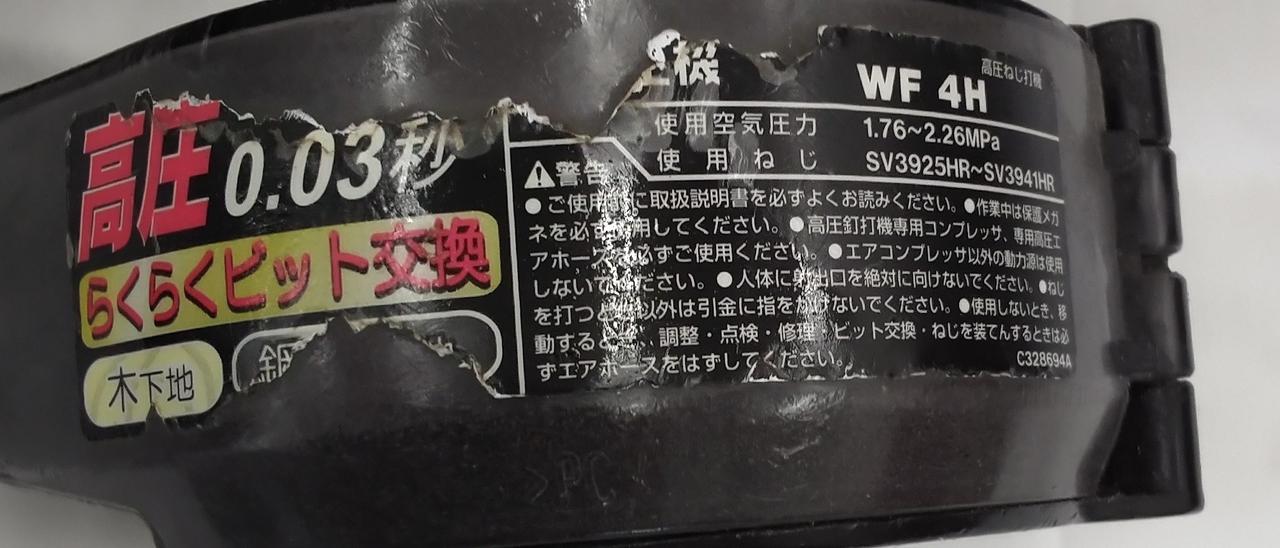 高圧0.03秒
らくらくビット交換
木下地
機
高圧ねじ打機
WF 4H
使用空気圧力 1.76~2.26MPa
使用ねじ SV3925HR~SV3941HR
警告
●ご使用 に取扱説明書を必ずよくお読みください。●作業中は保護メガ
ネを必ず 用してください。●高圧釘打機専用コンプレッサ、専用高圧エ
アホース 必ずご使用ください。●エアコンプレッサ以外の動力源は使用
しないでください。●人体に射出口を絶対に向けないでください。●ねじ
を打つとき以外は引金に指をかけないでください。●使用しないとき、移
動するとき、調整・点検・修理・ビット交換・ねじを装てんするときは必
ずエアホースをはずしてください。
C328694A
>PC